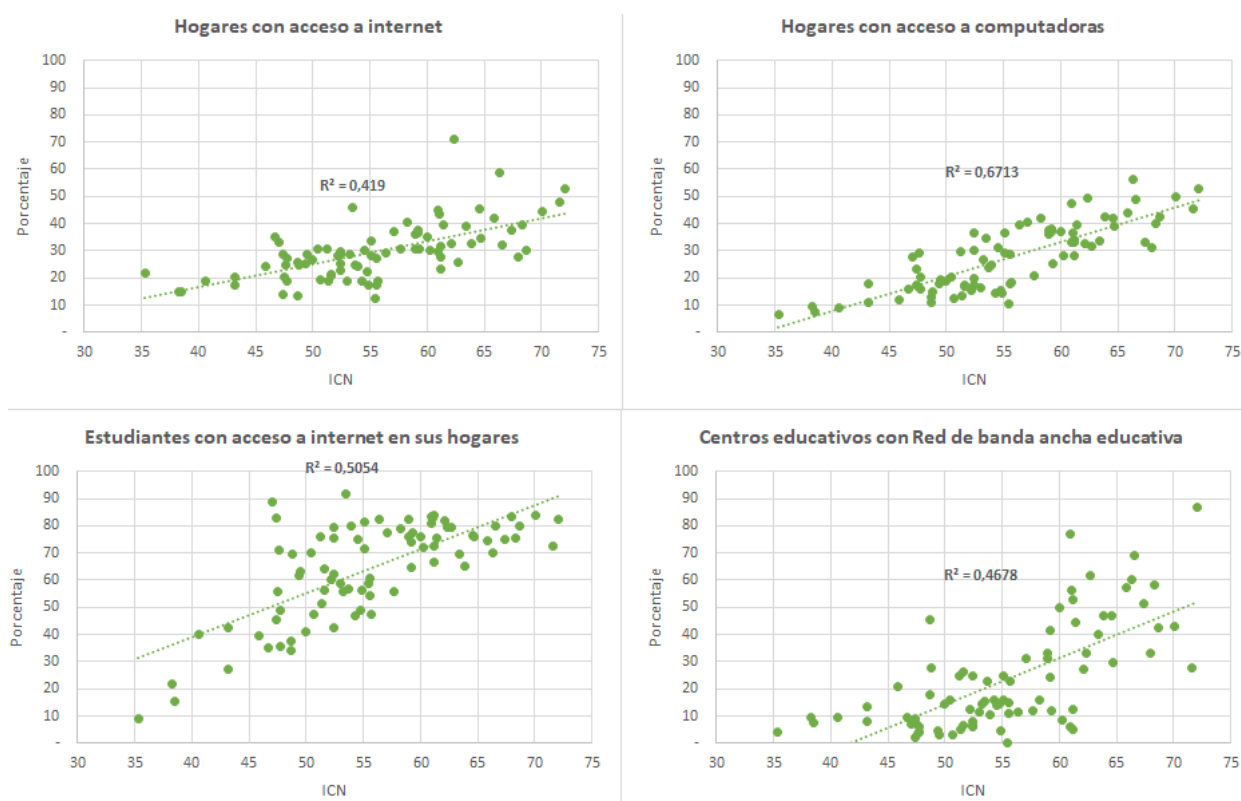 Hogares con acceso a internet
100
90
80
70
60
50
40
30
20
10
-
Porcentaje
R² = 0,419
30 35 40 45 50 55 60 65 70 75
ICN
Hogares con acceso a computadoras
100
90
80
70
60
50
40
30
20
10
-
Porcentaje
R² = 0,6713
30 35 40 45 50 55 60 65 70 75
ICN
Estudiantes con acceso a internet en sus hogares
100
90
80
70
60
50
40
30
20
10
-
Porcentaje
R² = 0,5054
30 35 40 45 50 55 60 65 70 75
ICN
Centros educativos con Red de banda ancha educativa
100
90
80
70
60
50
40
30
20
10
-
Porcentaje
R² = 0,4678
30 35 40 45 50 55 60 65 70 75
ICN